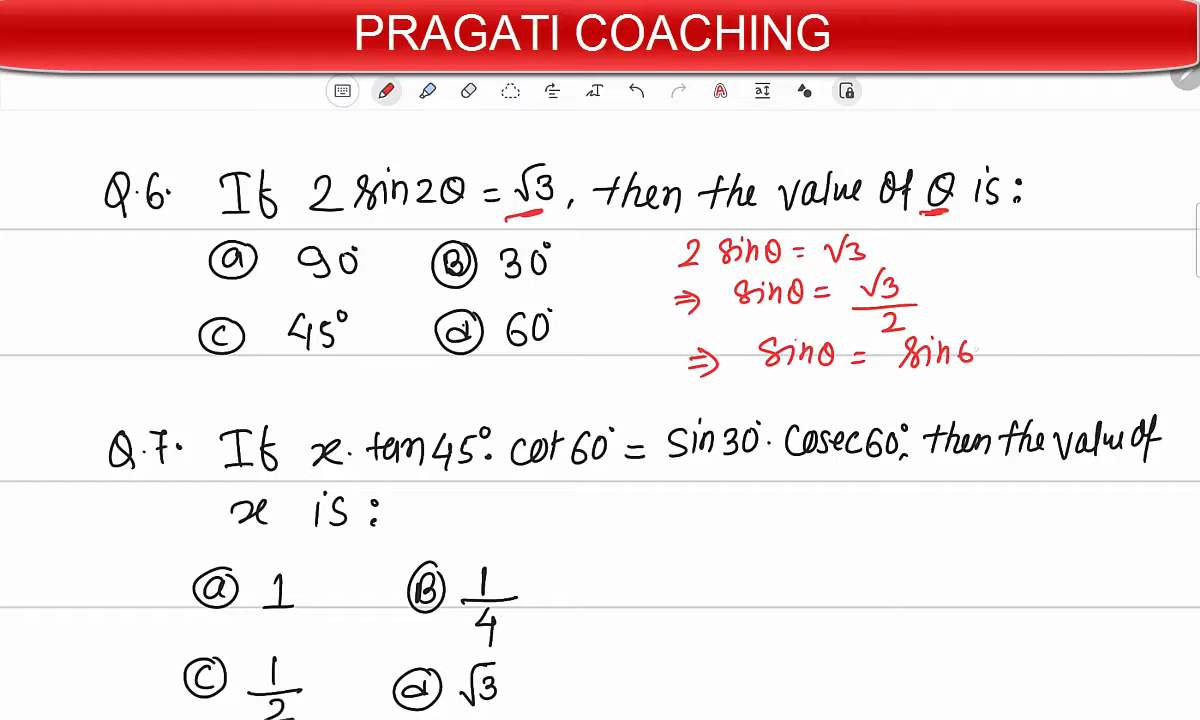 PRAGATI COACHING
Q.6. If 2 sin2θ = √3, then the value of θ is:
(a) 90° (B) 30°
(c) 45° (d) 60°
2 sinθ = √3
⇒ sinθ = √3/2
⇒ sinθ = sin6
Q.7. If x. tan45°. cot60° = sin30°. cosec60°, then the value of
x is:
(a) 1 (B) 1/4
(c) 1/2 (d) √3